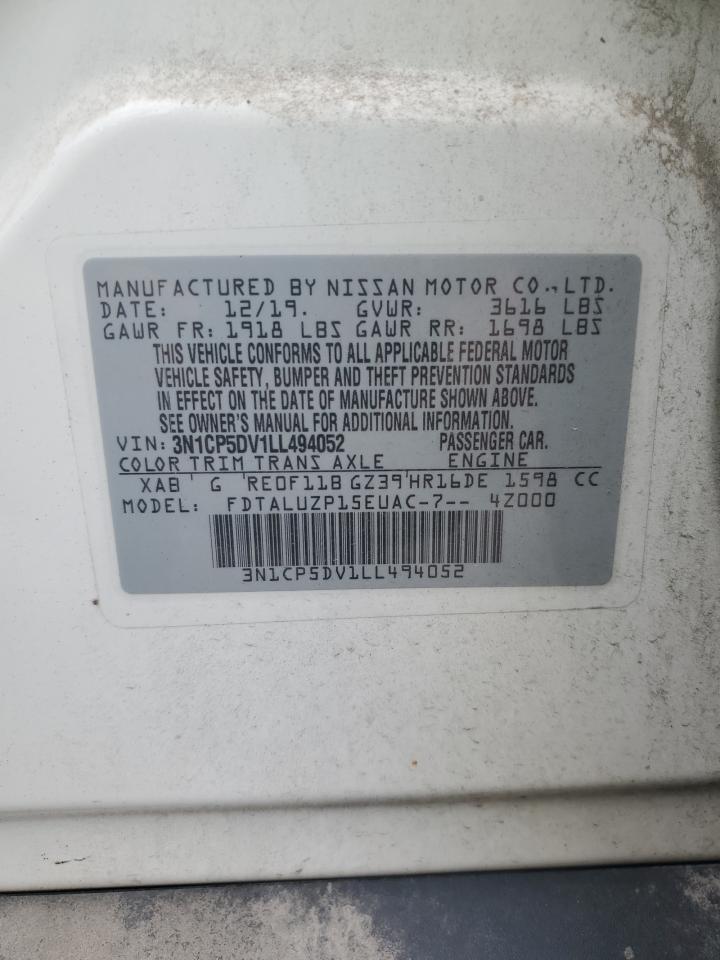 MANUFACTURED BY NISSAN MOTOR CO.,LTD.
DATE: 12/19. GVWR: 3616 LBS
GAWR FR: 1918 LBS GAWR RR: 1698 LBS
THIS VEHICLE CONFORMS TO ALL APPLICABLE FEDERAL MOTOR
VEHICLE SAFETY, BUMPER AND THEFT PREVENTION STANDARDS
IN EFFECT ON THE DATE OF MANUFACTURE SHOWN ABOVE.
SEE OWNER'S MANUAL FOR ADDITIONAL INFORMATION.
VIN: 3N1CP5DV1LL494052 PASSENGER CAR.
COLOR TRIM TRANS AXLE ENGINE
XAB G RE0F11B GZ39 HR16DE 1598 CC
MODEL: FDTALUZP15EUAC-7-- 4Z000
3N1CP5DV1LL494052